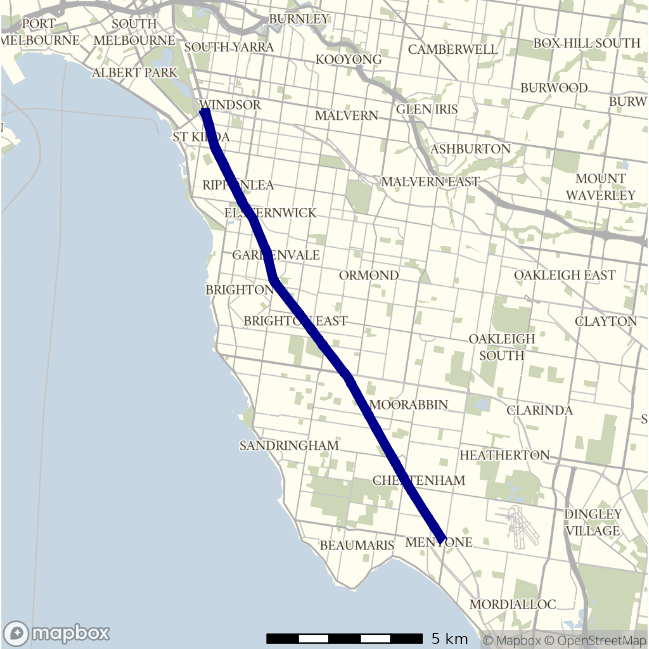 BURNLEY
PORT
MELBOURNE
SOUTH
MELBOURNE
SOUTH YARRA
CAMBERWELL
BOX HILL SOUTH
KOOYONG
ALBERT PARK
BURWOOD
BURW
WINDSOR
GLEN IRIS
MALVERN
ST KILDA
ASHBURTON
RIPPONLEA
MALVERN EAST
MOUNT
WAVERLEY
ELSTERNWICK
GARDENVALE
ORMOND
OAKLEIGH EAST
BRIGHTON
BRIGHTON EAST
CLAYTON
OAKLEIGH
SOUTH
MOORABBIN
CLARINDA
S
SANDRINGHAM
HEATHERTON
CHELTENHAM
DINGLEY
VILLAGE
BEAUMARIS
MENTONE
MORDIALLOC
mapbox
5 km
© Mapbox © OpenStreetMap